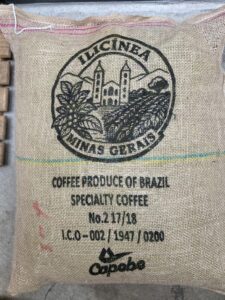 ILICÍNEA
MINAS GERAIS
COFFEE PRODUCE OF BRAZIL
SPECIALTY COFFEE
No.2 17/18
I.C.O-002/1947/0200
Capebe